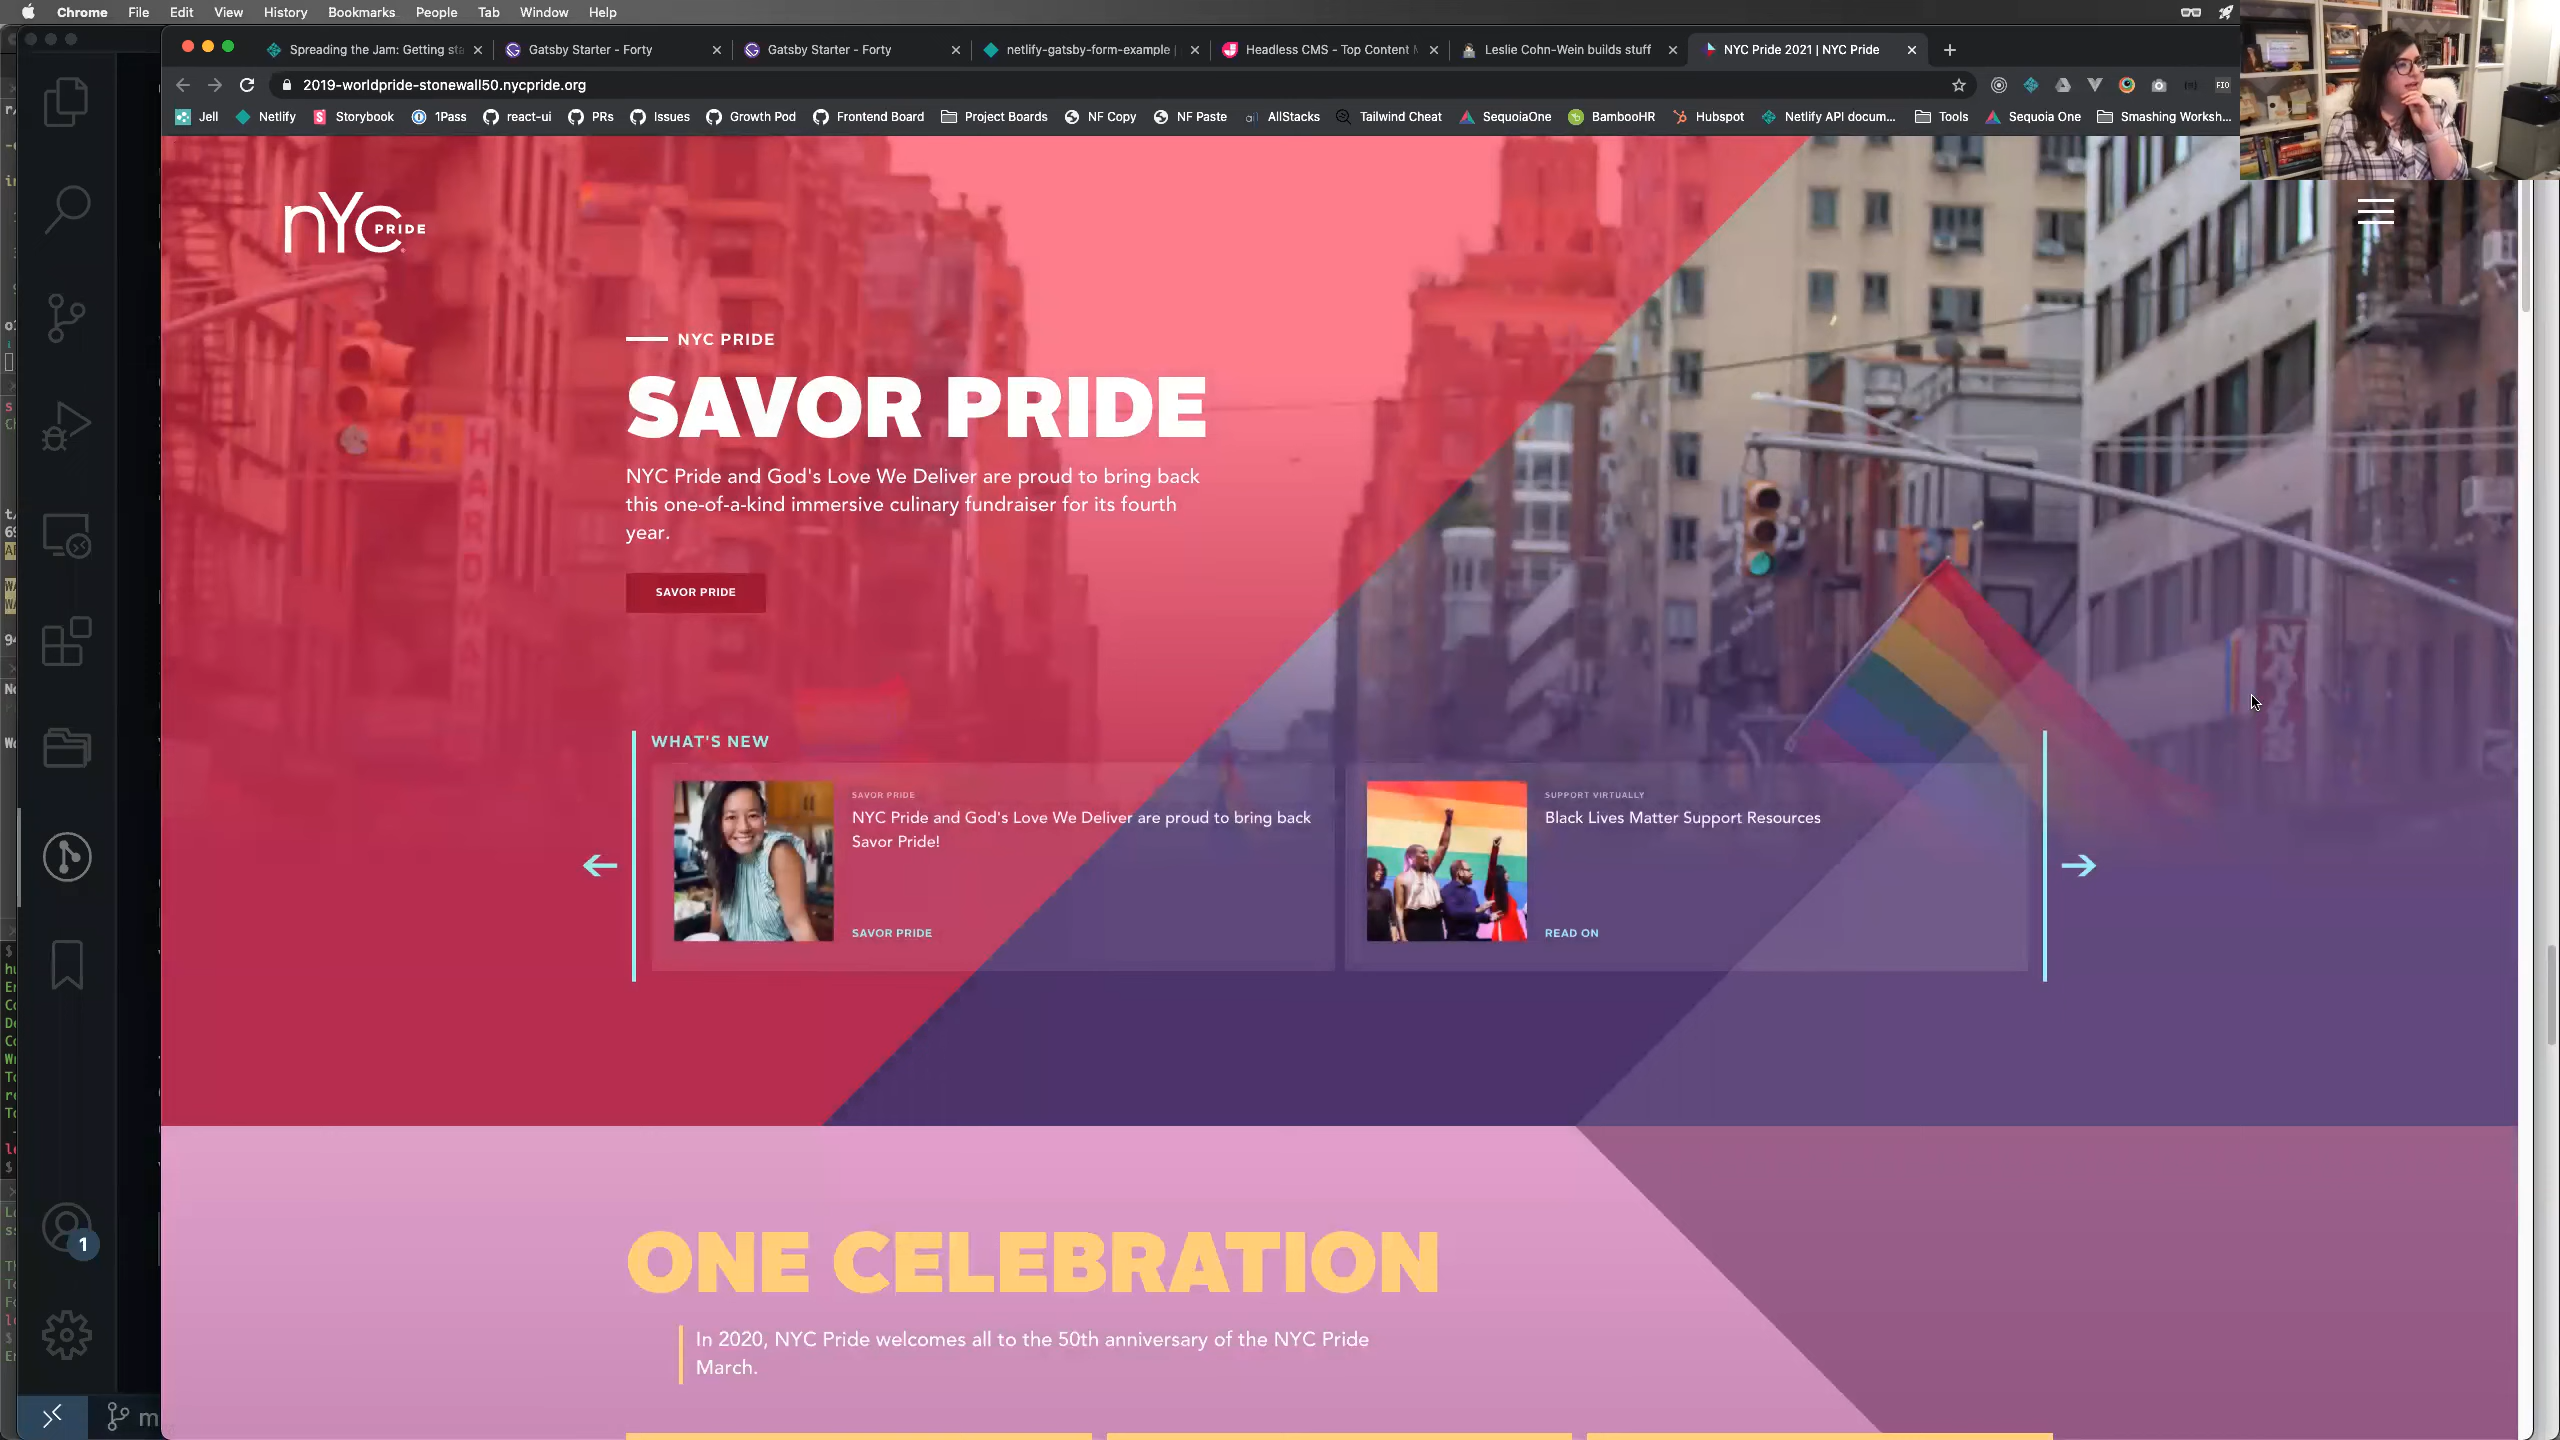 Chrome File Edit View History Bookmarks People Tab Window Help
Spreading the Jam: Getting sta
Gatsby Starter - Forty
Gatsby Starter - Forty
netlify-gatsby-form-example
Headless CMS - Top Content M
Leslie Cohn-Wein builds stuff
NYC Pride 2021 | NYC Pride
2019-worldpride-stonewall50.nycpride.org
FIO
Jell Netlify Storybook 1Pass react-ui PRs Issues Growth Pod Frontend Board Project Boards NF Copy NF Paste AllStacks Tailwind Cheat SequoiaOne BambooHR Hubspot Netlify API docum... Tools Sequoia One Smashing Worksh...
nYc PRIDE
NYC PRIDE
SAVOR PRIDE
NYC Pride and God's Love We Deliver are proud to bring back
this one-of-a-kind immersive culinary fundraiser for its fourth
year.
SAVOR PRIDE
HARDWA
NAILS
WHAT'S NEW
SAVOR PRIDE
NYC Pride and God's Love We Deliver are proud to bring back
Savor Pride!
SAVOR PRIDE
SUPPORT VIRTUALLY
Black Lives Matter Support Resources
READ ON
ONE CELEBRATION
In 2020, NYC Pride welcomes all to the 50th anniversary of the NYC Pride
March.
1